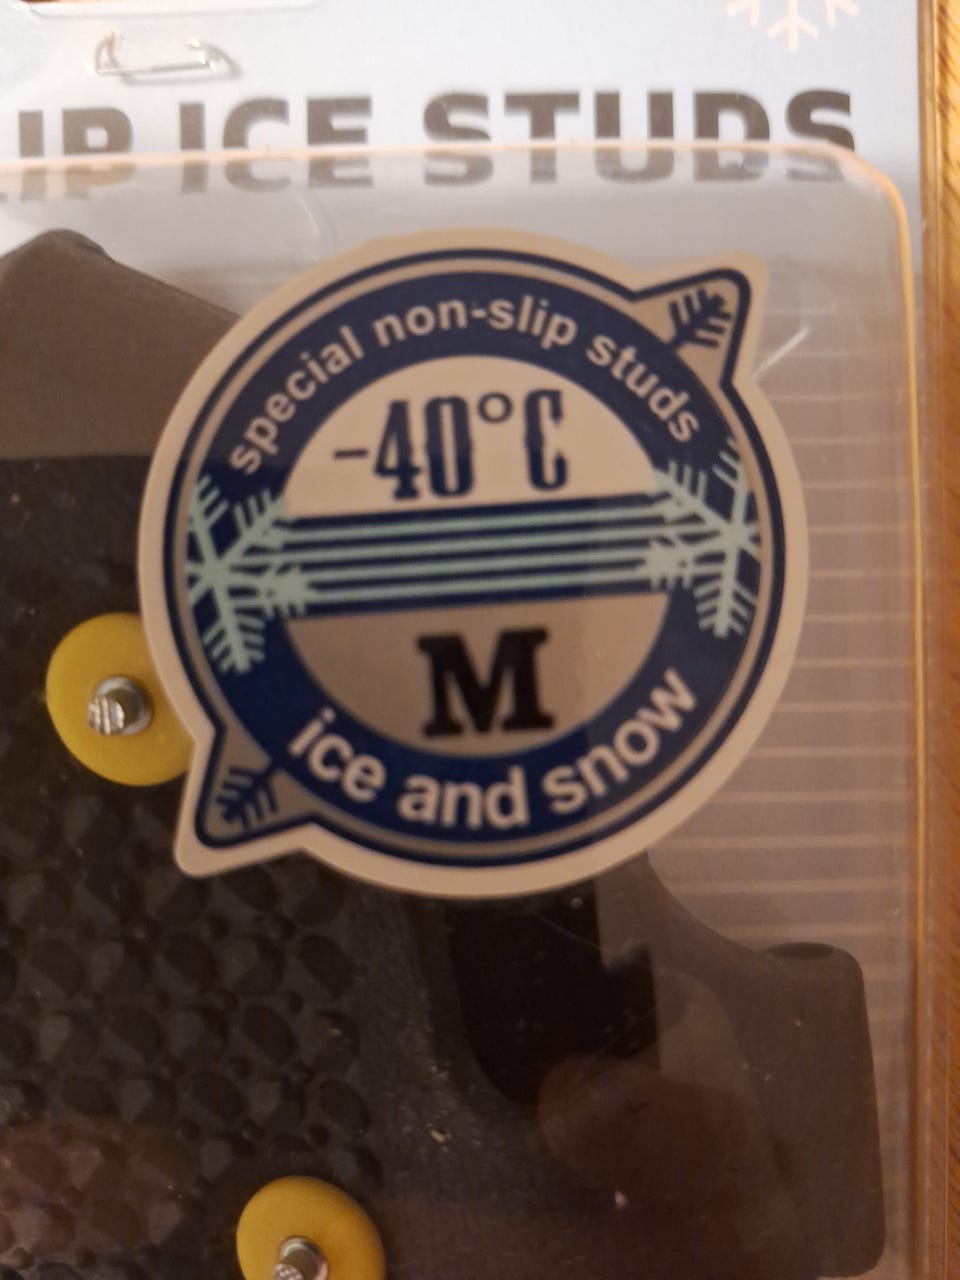 IP ICE STUDS
special non-slip studs
-40°C
M
ice and snow